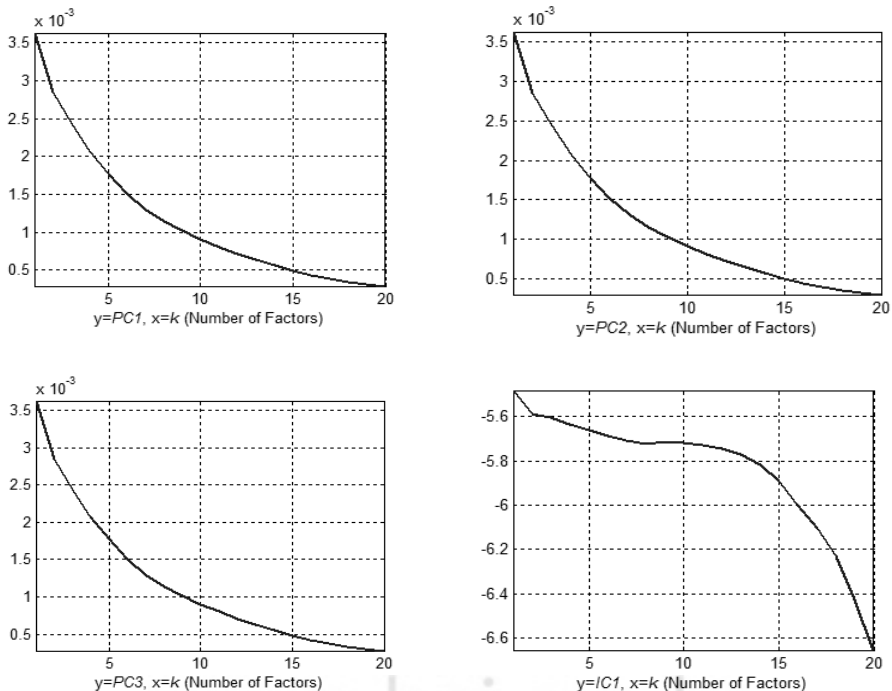 x 10^-3
3.5
3
2.5
2
1.5
1
0.5
5 10 15 20
y=PC1, x=k (Number of Factors)
x 10^-3
3.5
3
2.5
2
1.5
1
0.5
5 10 15 20
y=PC2, x=k (Number of Factors)
x 10^-3
3.5
3
2.5
2
1.5
1
0.5
5 10 15 20
y=PC3, x=k (Number of Factors)
-5.6
-5.8
-6
-6.2
-6.4
-6.6
5 10 15 20
y=IC1, x=k (Number of Factors)